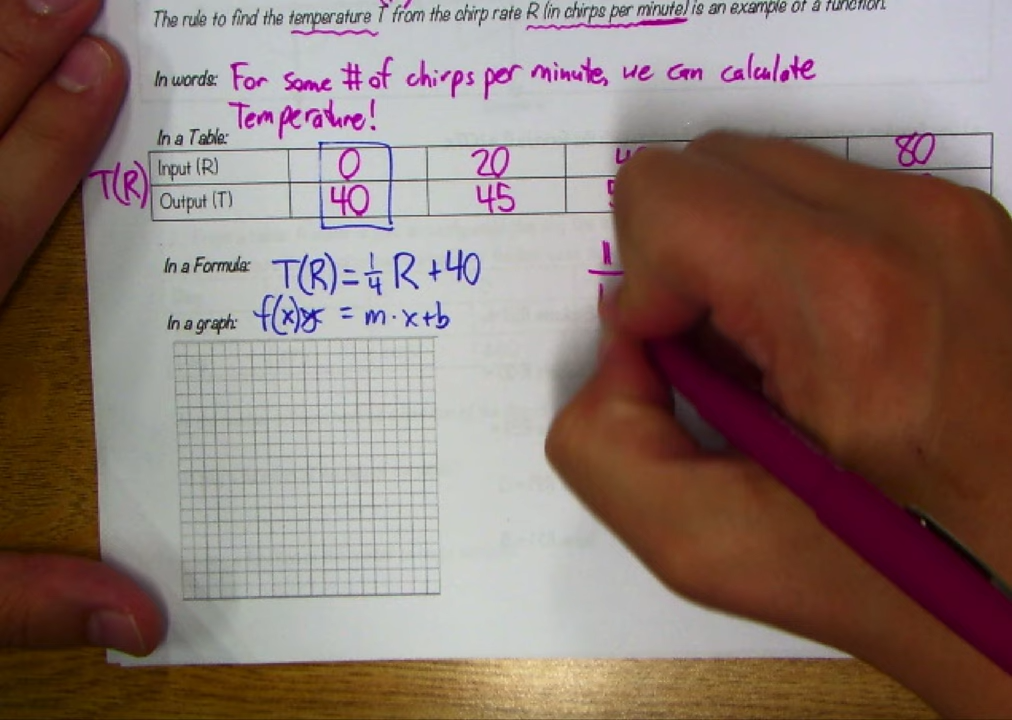 The rule to find the temperature T from the chirp rate R (in chirps per minute) is an example of a function.
In words: For some # of chirps per minute, we can calculate
Temperature!
In a Table:
T(R)
Input (R) 0 20 80
Output (T) 40 45
In a Formula: T(R) = 1/4 R + 40
In a graph: f(x) y = m · x + b